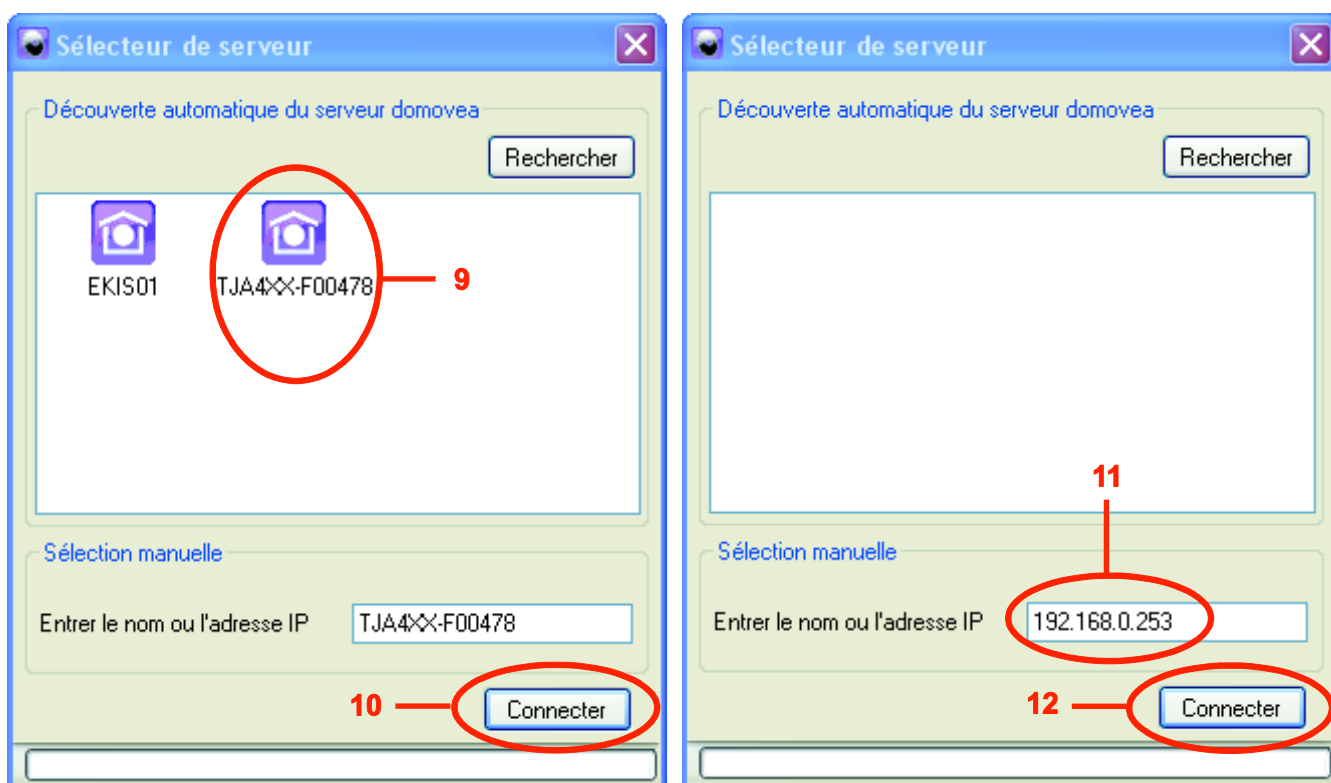 Sélecteur de serveur
Découverte automatique du serveur domovea
Rechercher
EKIS01
TJA4XX-F00478
9
Sélection manuelle
Entrer le nom ou l'adresse IP
TJA4XX-F00478
10
Connecter
Sélecteur de serveur
Découverte automatique du serveur domovea
Rechercher
11
Sélection manuelle
Entrer le nom ou l'adresse IP
192.168.0.253
12
Connecter